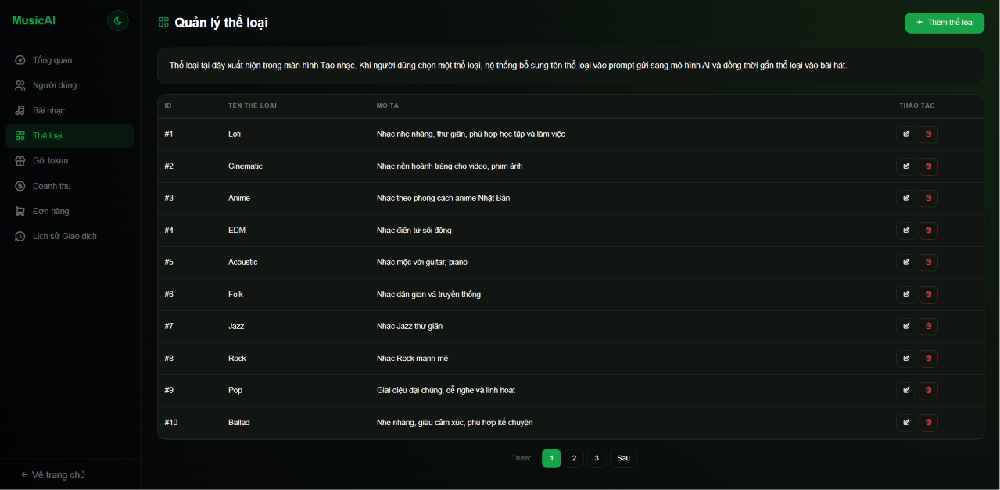 MusicAI
Tổng quan
Người dùng
Bài nhạc
Thể loại
Gói token
Doanh thu
Đơn hàng
Lịch sử Giao dịch
← Về trang chủ
Quản lý thể loại
+ Thêm thể loại
Thể loại tại đây xuất hiện trong màn hình Tạo nhạc. Khi người dùng chọn một thể loại, hệ thống bổ sung tên thể loại vào prompt gửi sang mô hình AI và đồng thời gắn thể loại vào bài hát.
ID TÊN THỂ LOẠI MÔ TẢ THAO TÁC
#1 Lofi Nhạc nhẹ nhàng, thư giãn, phù hợp học tập và làm việc
#2 Cinematic Nhạc nền hoành tráng cho video, phim ảnh
#3 Anime Nhạc theo phong cách anime Nhật Bản
#4 EDM Nhạc điện tử sôi động
#5 Acoustic Nhạc mộc với guitar, piano
#6 Folk Nhạc dân gian và truyền thống
#7 Jazz Nhạc Jazz thư giãn
#8 Rock Nhạc Rock mạnh mẽ
#9 Pop Giai điệu đại chúng, dễ nghe và linh hoạt
#10 Ballad Nhẹ nhàng, giàu cảm xúc, phù hợp kể chuyện
Trước 1 2 3 Sau